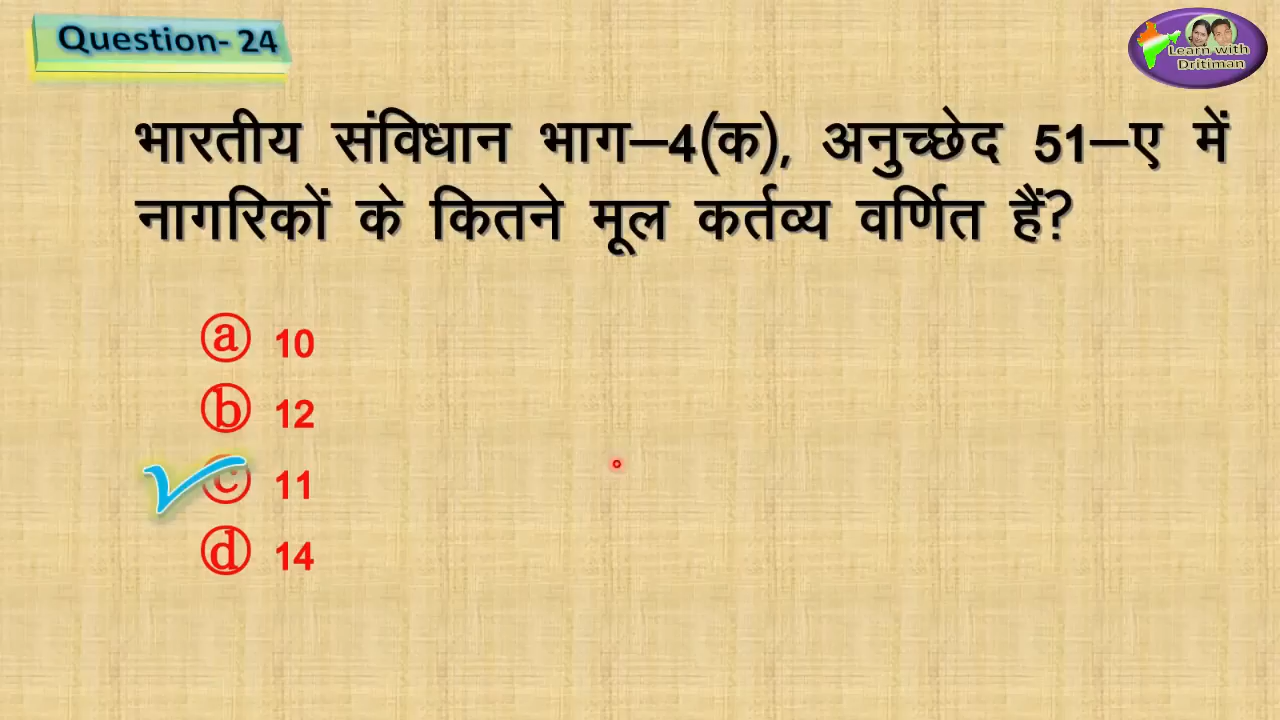 Question- 24
Learn with
Dritiman
भारतीय संविधान भाग–4(क), अनुच्छेद 51–ए में
नागरिकों के कितने मूल कर्तव्य वर्णित हैं?
ⓐ 10
ⓑ 12
ⓒ 11
ⓓ 14